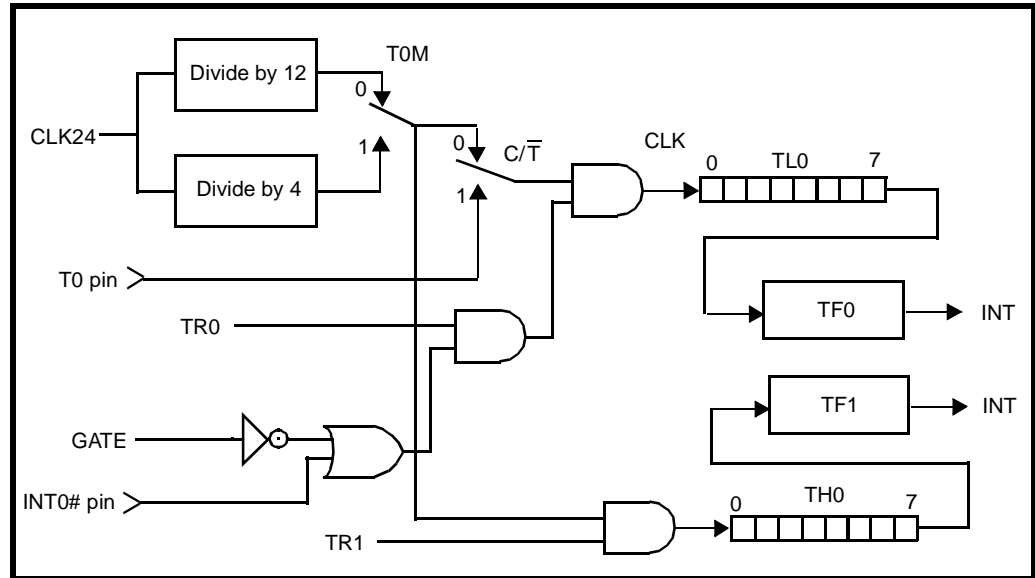 T0M
Divide by 12
0
CLK24
1
0
C/T̅
CLK
0 TL0 7
Divide by 4
1
T0 pin
TR0
TF0
INT
TF1
INT
GATE
INT0# pin
0 TH0 7
TR1